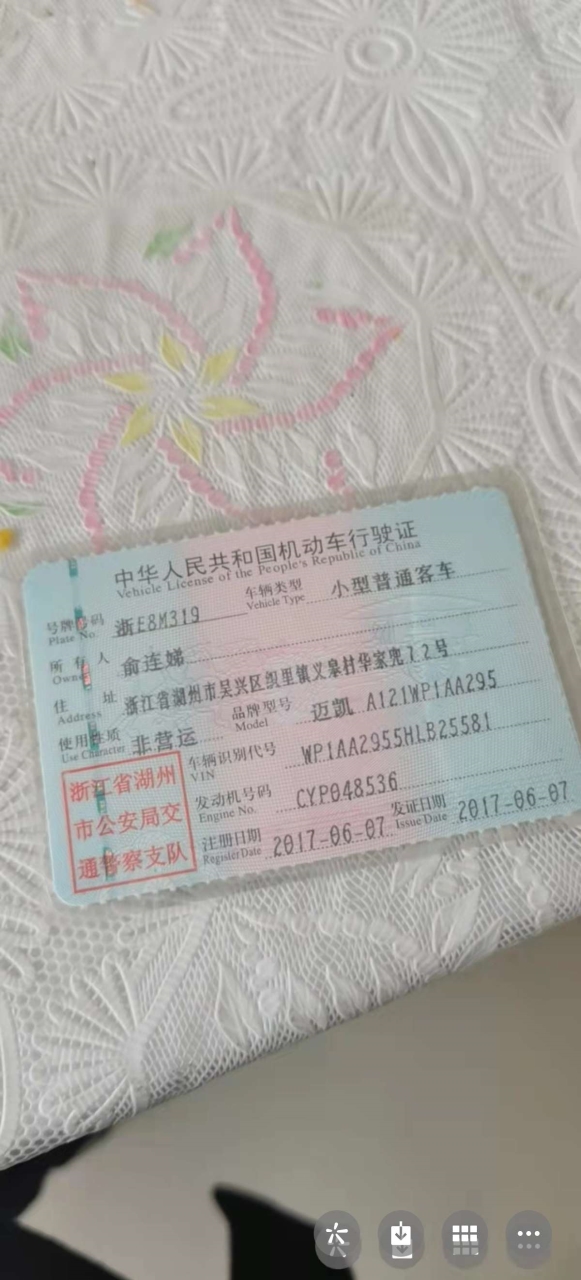 中华人民共和国机动车行驶证
Vehicle License of the People's Republic of China
号牌号码 浙E8M319 车辆类型 小型普通客车
Plate No. Vehicle Type
所有人 俞连娣
Owner
住址 浙江省湖州市吴兴区织里镇义皋村华家兜72号
Address
使用性质 非营运 品牌型号 迈凯 A121WP1AA295
Use Character Model
浙江省湖州
市公安局交
通警察支队
车辆识别代号 WP1AA2955HLB25581
VIN
发动机号码 CYP048536
Engine No.
注册日期 2017-06-07 发证日期 2017-06-07
Register Date Issue Date